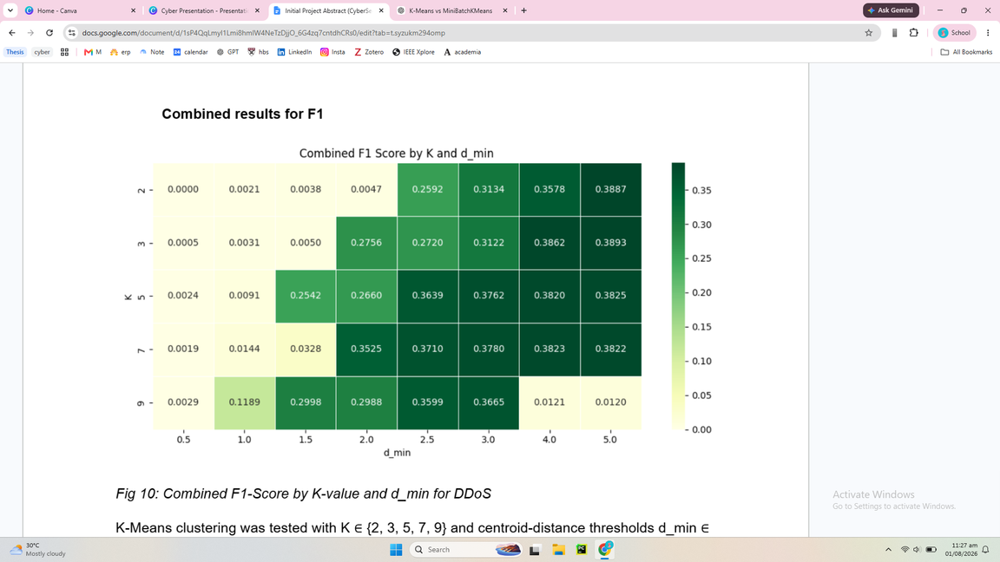 Home - Canva
Cyber Presentation - Presentatio
Initial Project Abstract (CyberSe
K-Means vs MiniBatchKMeans
Ask Gemini
docs.google.com/document/d/1sP4QqLmyI1Lmi8hmlW4NeTzDjjO_6G4zq7cntdhCRs0/edit?tab=t.syzukm294omp
School
Thesis
cyber
M
erp
Note
calendar
GPT
hbs
LinkedIn
Insta
Zotero
IEEE Xplore
academia
All Bookmarks
Combined results for F1
Combined F1 Score by K and d_min
2 0.0000 0.0021 0.0038 0.0047 0.2592 0.3134 0.3578 0.3887
3 0.0005 0.0031 0.0050 0.2756 0.2720 0.3122 0.3862 0.3893
K
5 0.0024 0.0091 0.2542 0.2660 0.3639 0.3762 0.3820 0.3825
7 0.0019 0.0144 0.0328 0.3525 0.3710 0.3780 0.3823 0.3822
9 0.0029 0.1189 0.2998 0.2988 0.3599 0.3665 0.0121 0.0120
0.5 1.0 1.5 2.0 2.5 3.0 4.0 5.0
d_min
0.35
0.30
0.25
0.20
0.15
0.10
0.05
0.00
Fig 10: Combined F1-Score by K-value and d_min for DDoS
K-Means clustering was tested with K ∈ {2, 3, 5, 7, 9} and centroid-distance thresholds d_min ∈
Activate Windows
Go to Settings to activate Windows.
30°C
Mostly cloudy
Search
11:27 am
01/08/2026